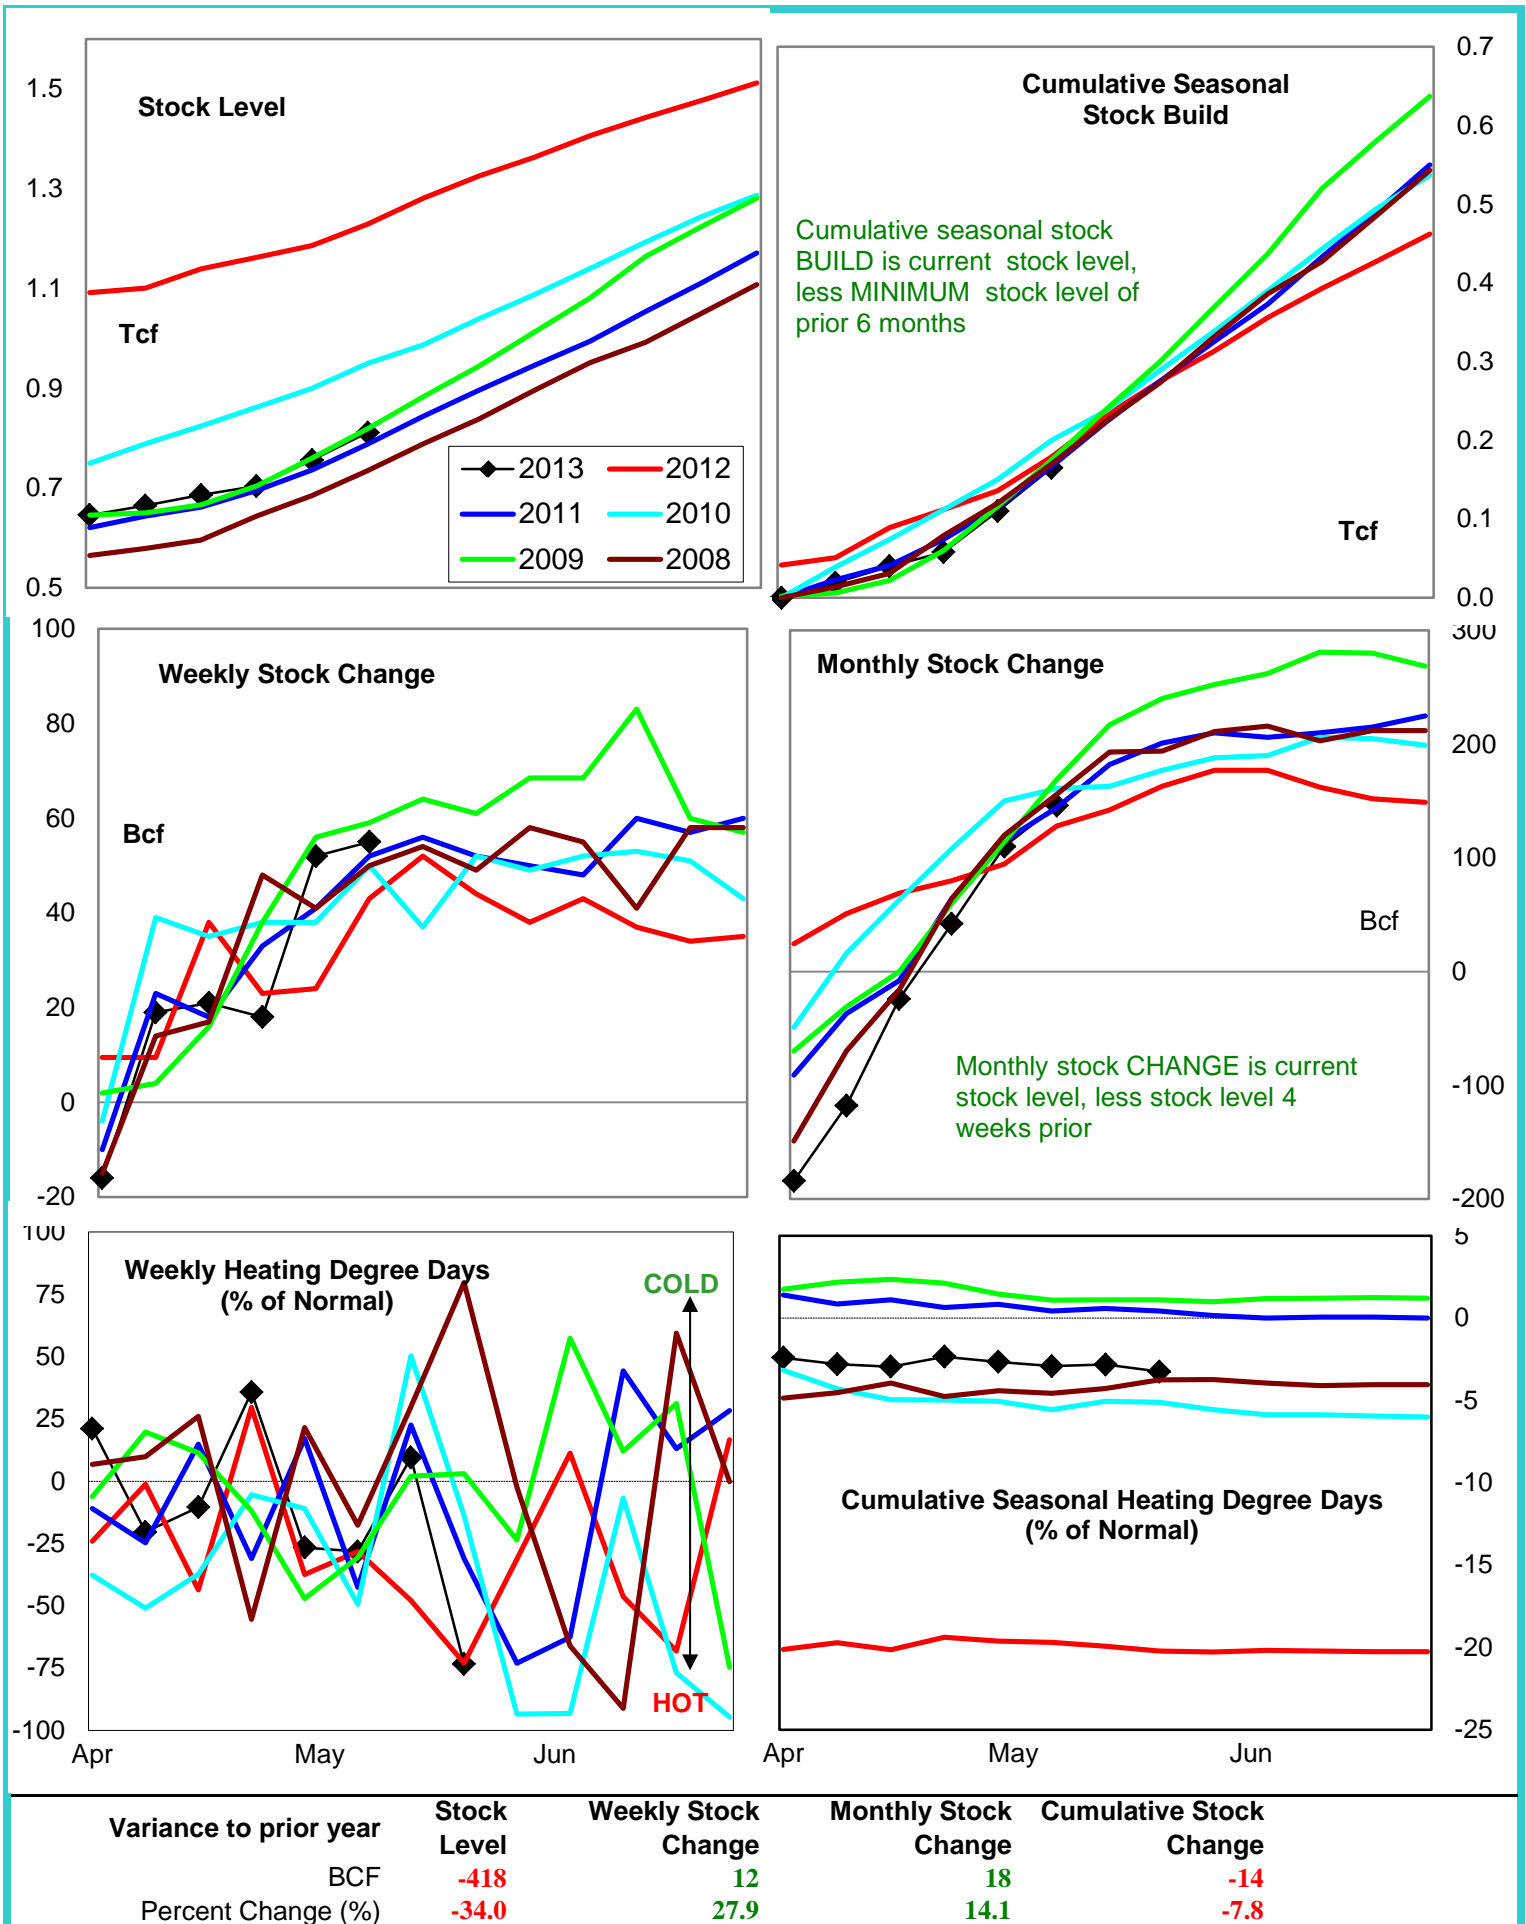 1.5
1.3
1.1
0.9
0.7
0.5
Stock Level
Tcf
2013 2012
2011 2010
2009 2008
Cumulative Seasonal
Stock Build
Cumulative seasonal stock
BUILD is current stock level,
less MINIMUM stock level of
prior 6 months
Tcf
0.7
0.6
0.5
0.4
0.3
0.2
0.1
0.0
100
80
60
40
20
0
-20
Weekly Stock Change
Bcf
Monthly Stock Change
Bcf
Monthly stock CHANGE is current
stock level, less stock level 4
weeks prior
300
200
100
0
-100
-200
100
75
50
25
0
-25
-50
-75
-100
Weekly Heating Degree Days
(% of Normal)
COLD
HOT
Apr May Jun
Cumulative Seasonal Heating Degree Days
(% of Normal)
5
0
-5
-10
-15
-20
-25
Apr May Jun
Variance to prior year
Stock
Level
Weekly Stock
Change
Monthly Stock
Change
Cumulative Stock
Change
BCF -418 12 18 -14
Percent Change (%) -34.0 27.9 14.1 -7.8